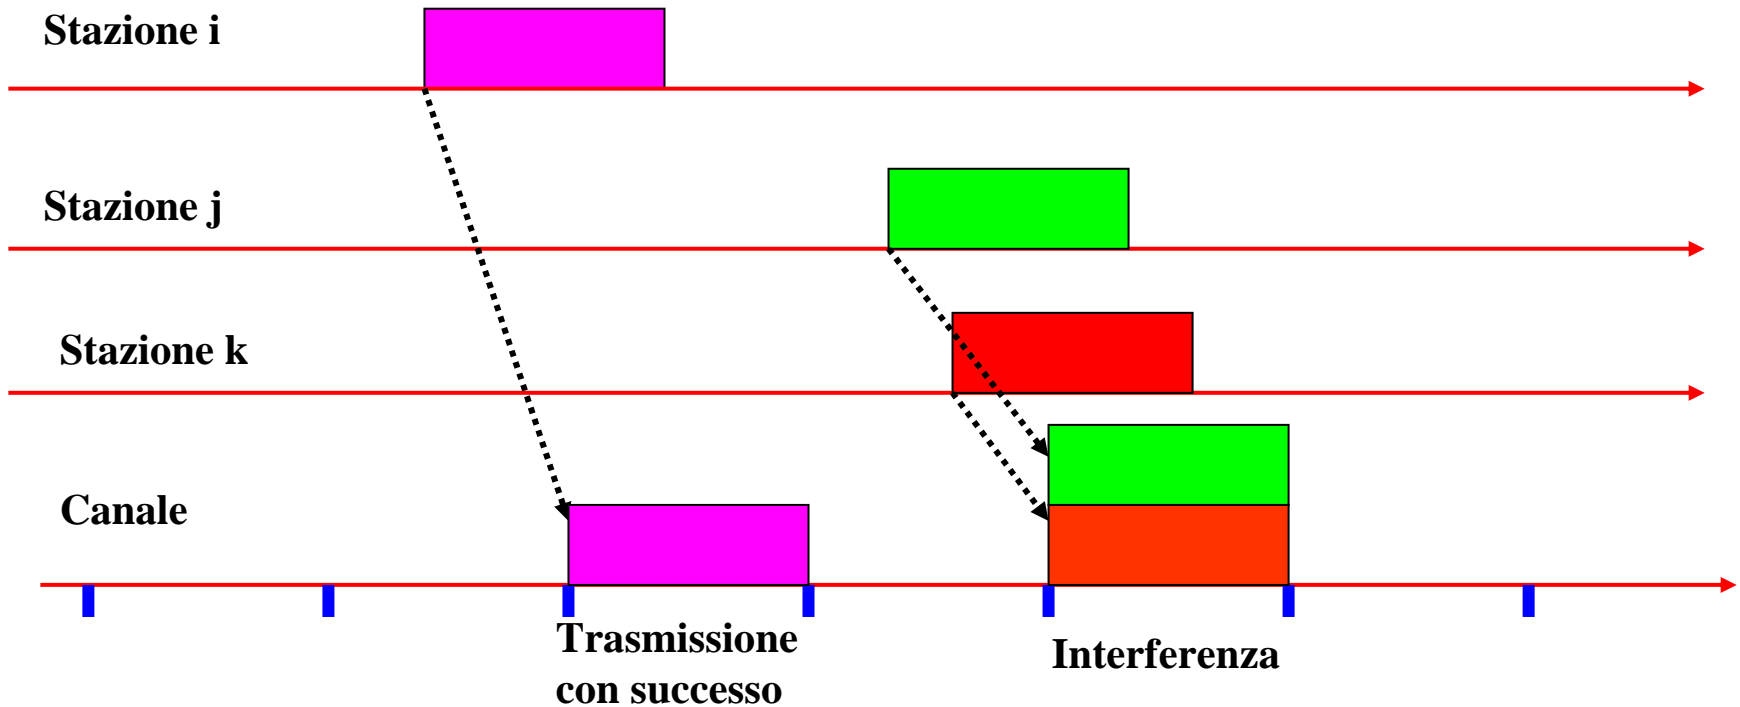 Stazione i
Stazione j
Stazione k
Canale
Trasmissione
con successo
Interferenza